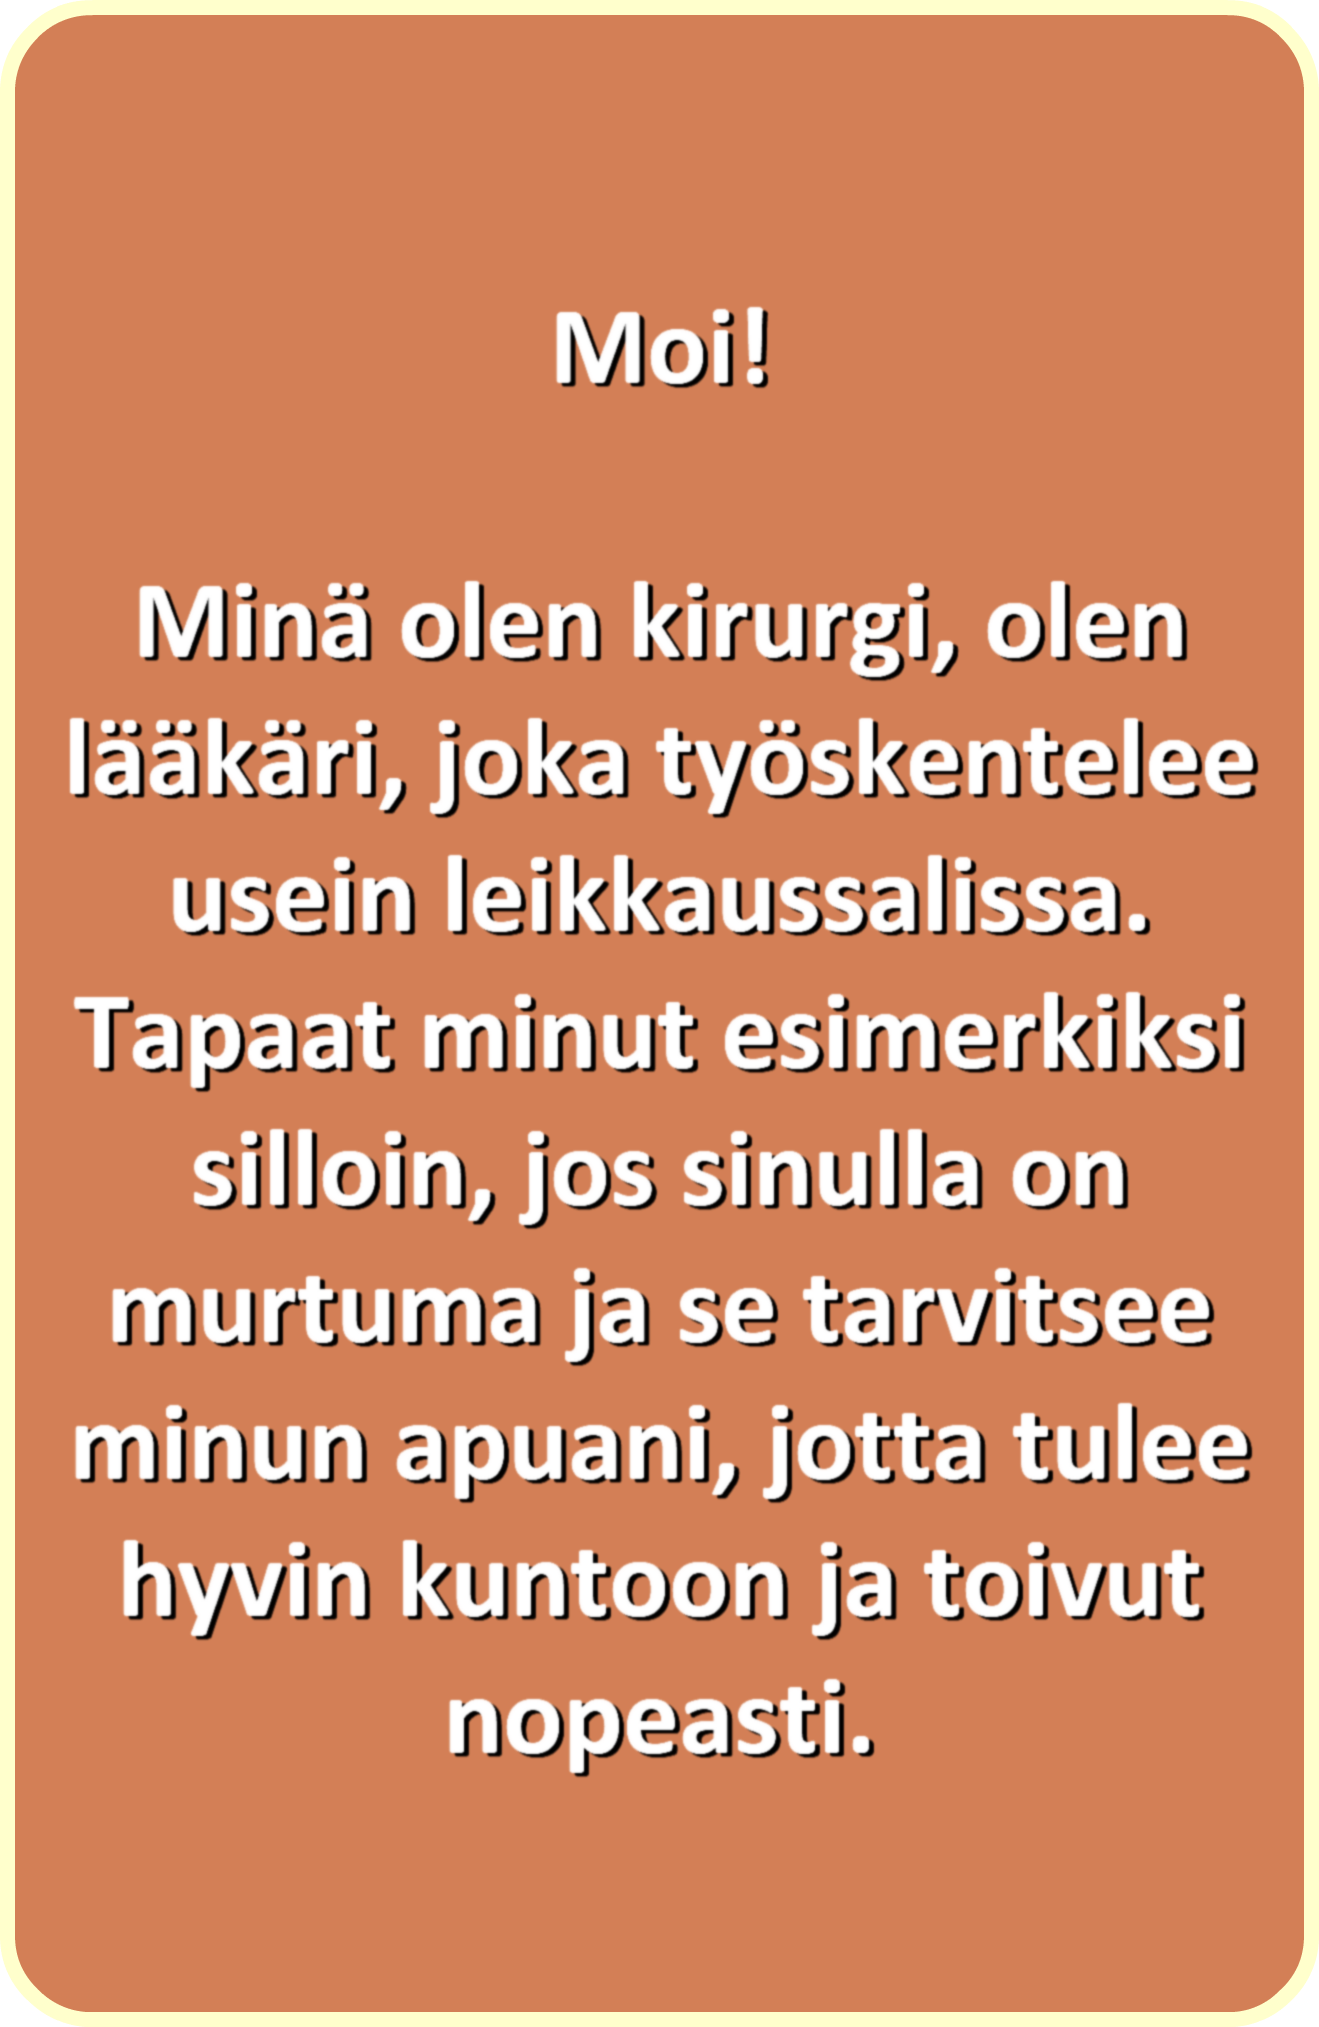 Moi!
Minä olen kirurgi, olen
lääkäri, joka työskentelee
usein leikkaussalissa.
Tapaat minut esimerkiksi
silloin, jos sinulla on
murtuma ja se tarvitsee
minun apuani, jotta tulee
hyvin kuntoon ja toivut
nopeasti.